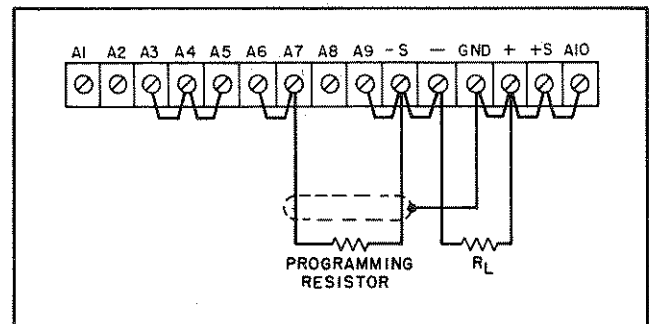 A1 A2 A3 A4 A5 A6 A7 A8 A9 -S - GND + +S A10
PROGRAMMING
RESISTOR
RL